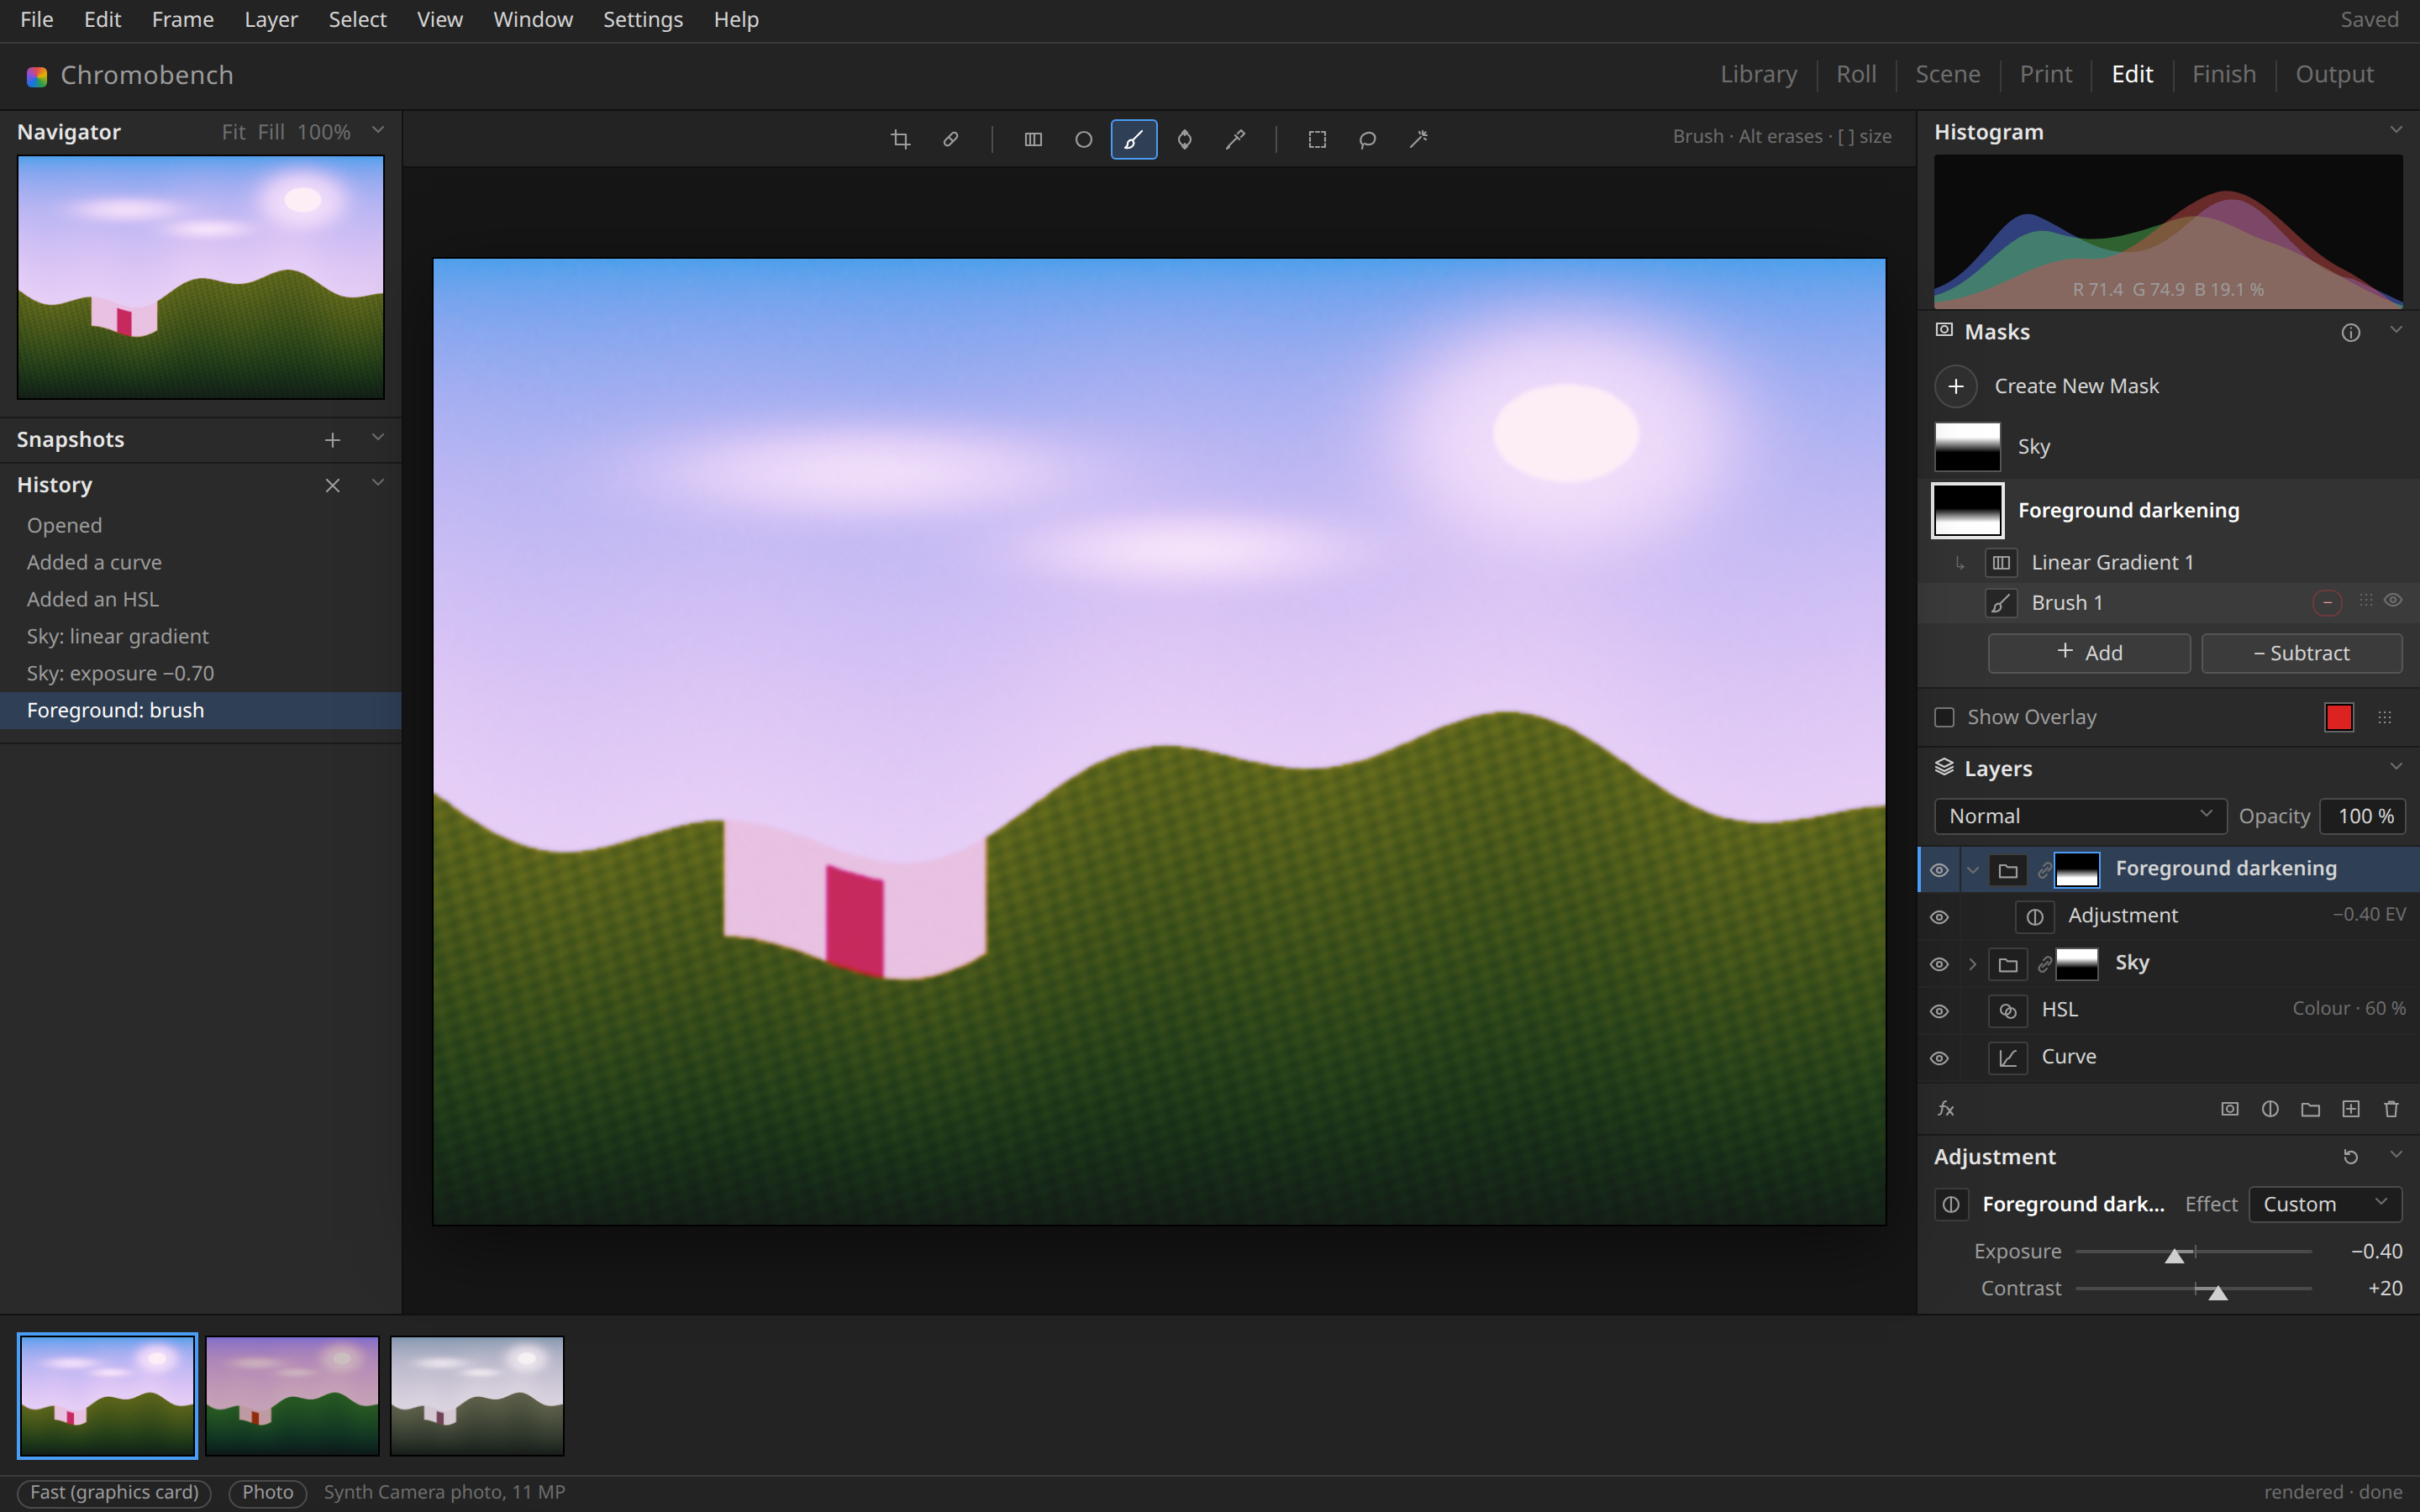 File Edit Frame Layer Select View Window Settings Help Saved
Chromobench Library Roll Scene Print Edit Finish Output
Navigator Fit Fill 100%
Brush · Alt erases · [ ] size
Snapshots
History
Opened
Added a curve
Added an HSL
Sky: linear gradient
Sky: exposure −0.70
Foreground: brush
Histogram
R 71.4 G 74.9 B 19.1 %
Masks
Create New Mask
Sky
Foreground darkening
Linear Gradient 1
Brush 1
+ Add − Subtract
Show Overlay
Layers
Normal Opacity 100 %
Foreground darkening
Adjustment −0.40 EV
Sky
HSL Colour · 60 %
Curve
fx
Adjustment
Foreground dark... Effect Custom
Exposure −0.40
Contrast +20
Fast (graphics card) Photo Synth Camera photo, 11 MP rendered · done